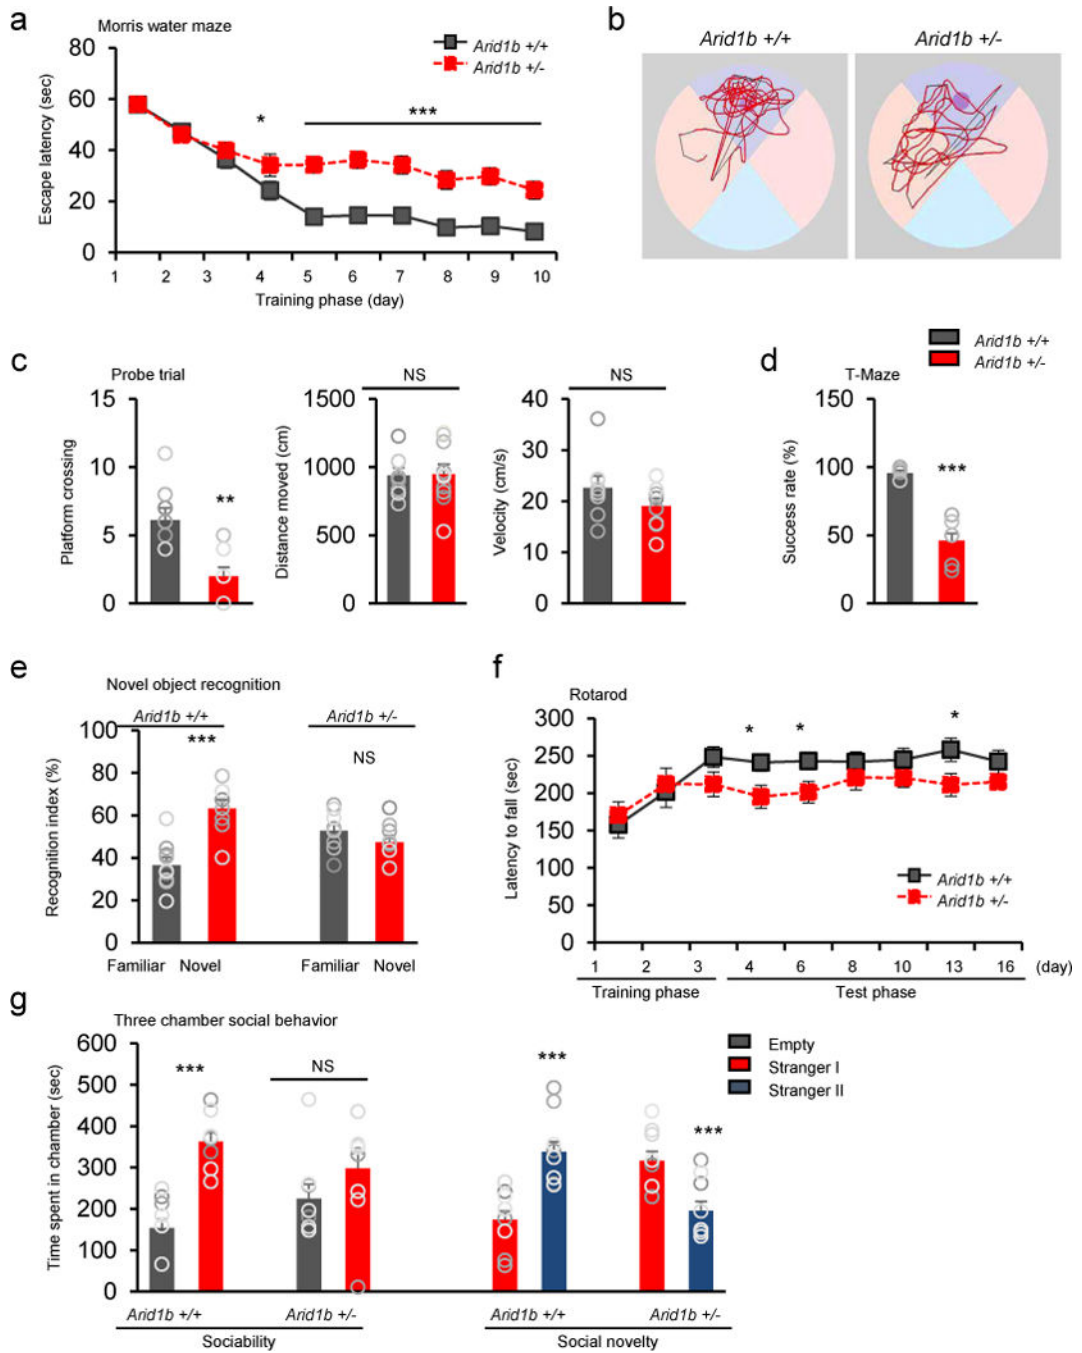 a
Morris water maze
Arid1b +/+
Arid1b +/-
Escape latency (sec)
80
60
40
20
0
*
***
1 2 3 4 5 6 7 8 9 10
Training phase (day)
b
Arid1b +/+
Arid1b +/-
c
Probe trial
Platform crossing
15
10
5
0
**
NS
Distance moved (cm)
1500
1000
500
0
NS
Velocity (cm/s)
40
30
20
10
0
Arid1b +/+
Arid1b +/-
d
T-Maze
Success rate (%)
150
100
50
0
***
e
Novel object recognition
Arid1b +/+
Arid1b +/-
***
NS
Recognition index (%)
100
80
60
40
20
0
Familiar Novel
Familiar Novel
f
Rotarod
Latency to fall (sec)
300
250
200
150
100
50
0
* * *
Arid1b +/+
Arid1b +/-
1 2 3 4 6 8 10 13 16 (day)
Training phase
Test phase
g
Three chamber social behavior
Time spent in chamber (sec)
600
500
400
300
200
100
0
***
NS
***
***
Empty
Stranger I
Stranger II
Arid1b +/+
Arid1b +/-
Arid1b +/+
Arid1b +/-
Sociability
Social novelty